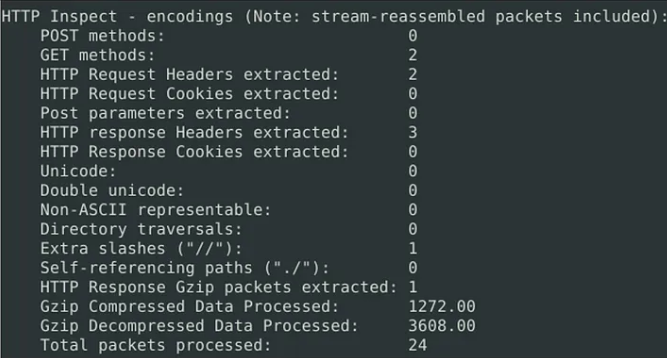 HTTP Inspect - encodings (Note: stream-reassembled packets included):
POST methods: 0
GET methods: 2
HTTP Request Headers extracted: 2
HTTP Request Cookies extracted: 0
Post parameters extracted: 0
HTTP response Headers extracted: 3
HTTP Response Cookies extracted: 0
Unicode: 0
Double unicode: 0
Non-ASCII representable: 0
Directory traversals: 0
Extra slashes ("//"): 1
Self-referencing paths ("./"): 0
HTTP Response Gzip packets extracted: 1
Gzip Compressed Data Processed: 1272.00
Gzip Decompressed Data Processed: 3608.00
Total packets processed: 24